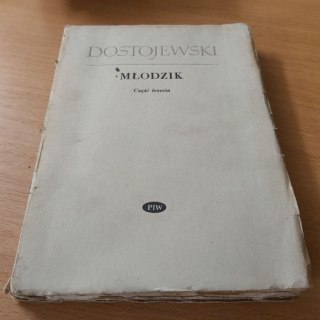 DOSTOJEWSKI
MŁODZIK
Część trzecia
PIW